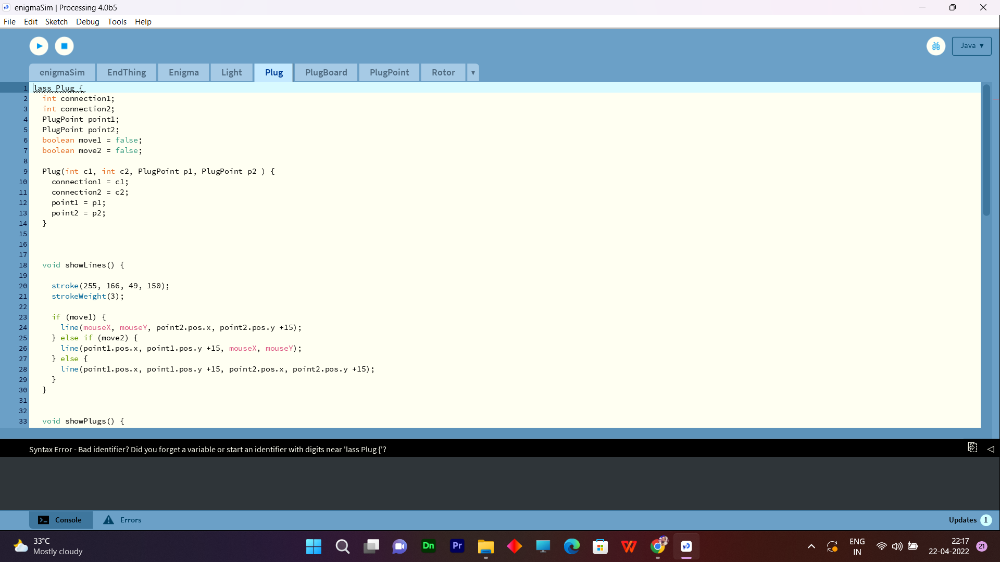 enigmaSim | Processing 4.0b5
File Edit Sketch Debug Tools Help
Java ▾
enigmaSim EndThing Enigma Light Plug PlugBoard PlugPoint Rotor ▾
1 lass Plug {
2 int connection1;
3 int connection2;
4 PlugPoint point1;
5 PlugPoint point2;
6 boolean move1 = false;
7 boolean move2 = false;
8
9 Plug(int c1, int c2, PlugPoint p1, PlugPoint p2 ) {
10 connection1 = c1;
11 connection2 = c2;
12 point1 = p1;
13 point2 = p2;
14 }
15
16
17
18 void showLines() {
19
20 stroke(255, 166, 49, 150);
21 strokeWeight(3);
22
23 if (move1) {
24 line(mouseX, mouseY, point2.pos.x, point2.pos.y +15);
25 } else if (move2) {
26 line(point1.pos.x, point1.pos.y +15, mouseX, mouseY);
27 } else {
28 line(point1.pos.x, point1.pos.y +15, point2.pos.x, point2.pos.y +15);
29 }
30 }
31
32
33 void showPlugs() {
Syntax Error - Bad identifier? Did you forget a variable or start an identifier with digits near 'lass Plug {'?
Console Errors Updates 1
33°C
Mostly cloudy
Dn Pr
ENG
IN
22:17
22-04-2022
21